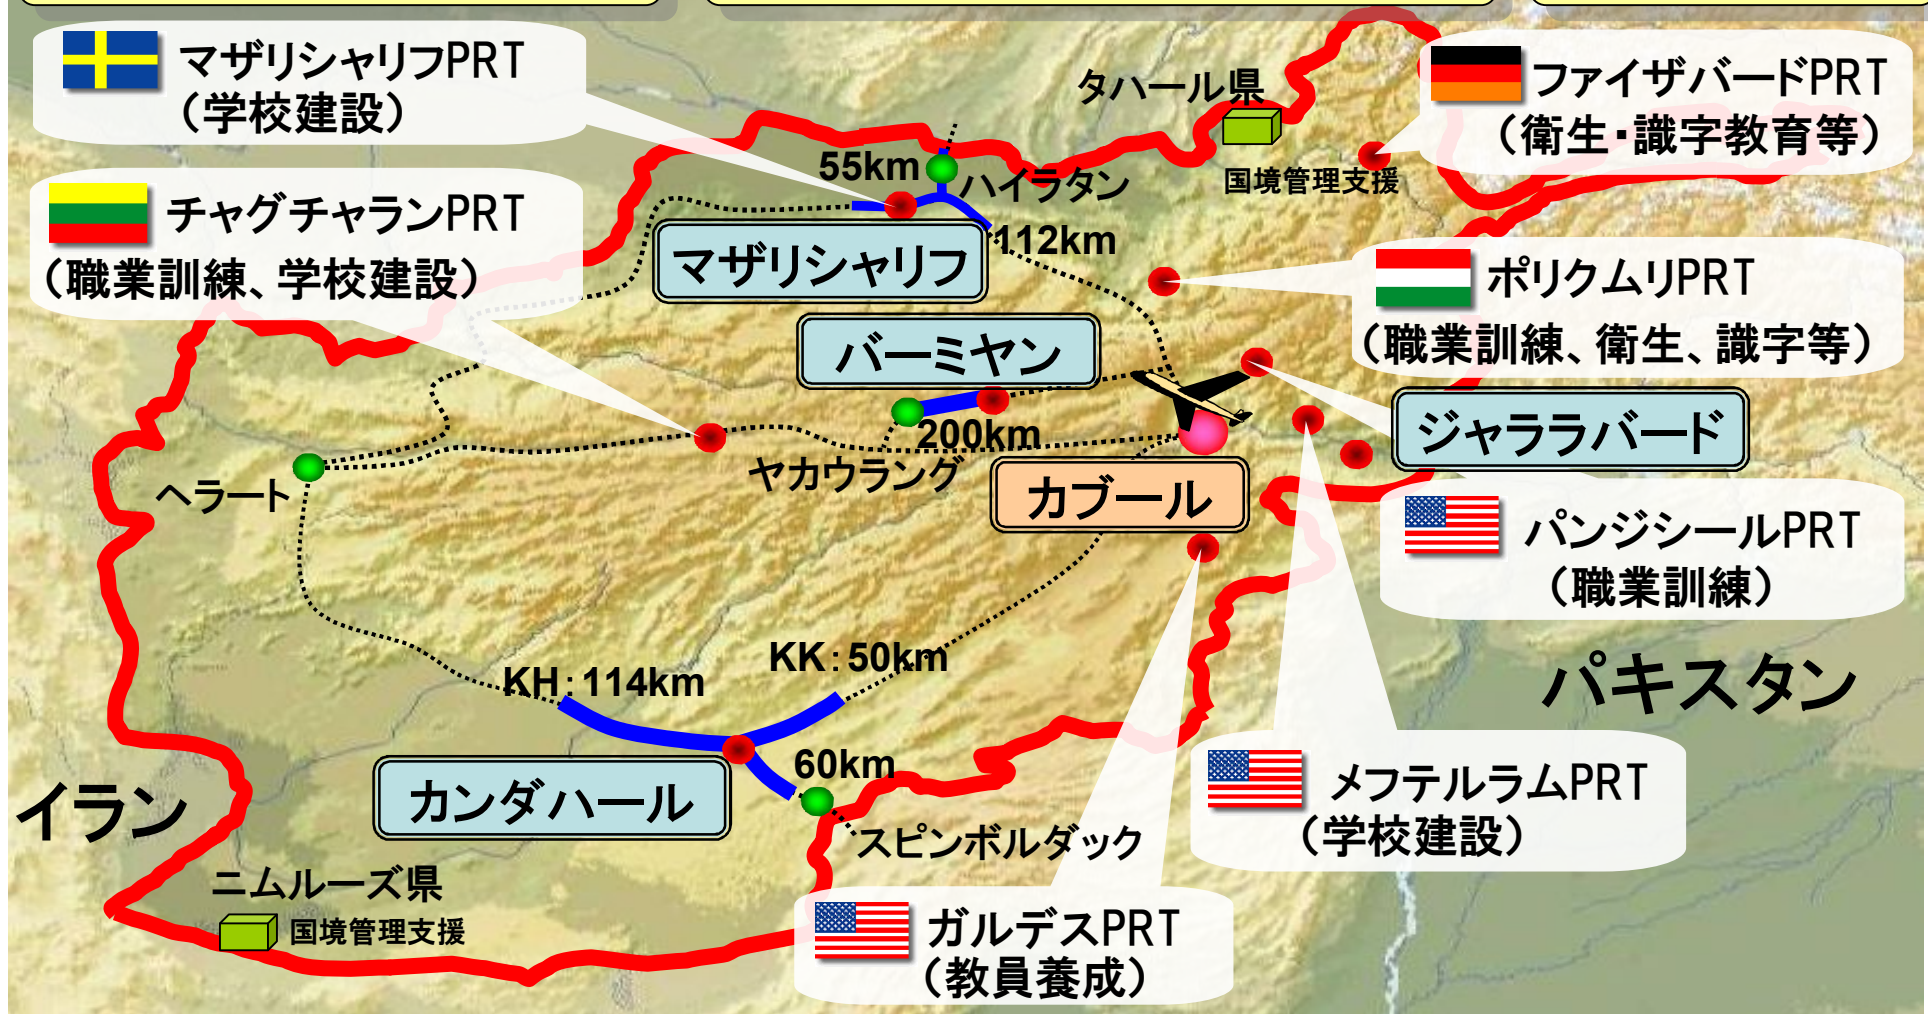 マザリシャリフPRT
(学校建設)
タハール県
国境管理支援
ファイザバードPRT
(衛生・識字教育等)
55km
ハイラタン
112km
チャグチャランPRT
(職業訓練、学校建設)
マザリシャリフ
ポリクムリPRT
(職業訓練、衛生、識字等)
バーミヤン
200km
ヤカウランダ
ジャララバード
ヘラート
カブール
パンジシールPRT
(職業訓練)
KH:114km
KK:50km
パキスタン
60km
カンダハール
イラン
スピンボルダック
メフテルラムPRT
(学校建設)
ニムルーズ県
国境管理支援
ガルデスPRT
(教員養成)